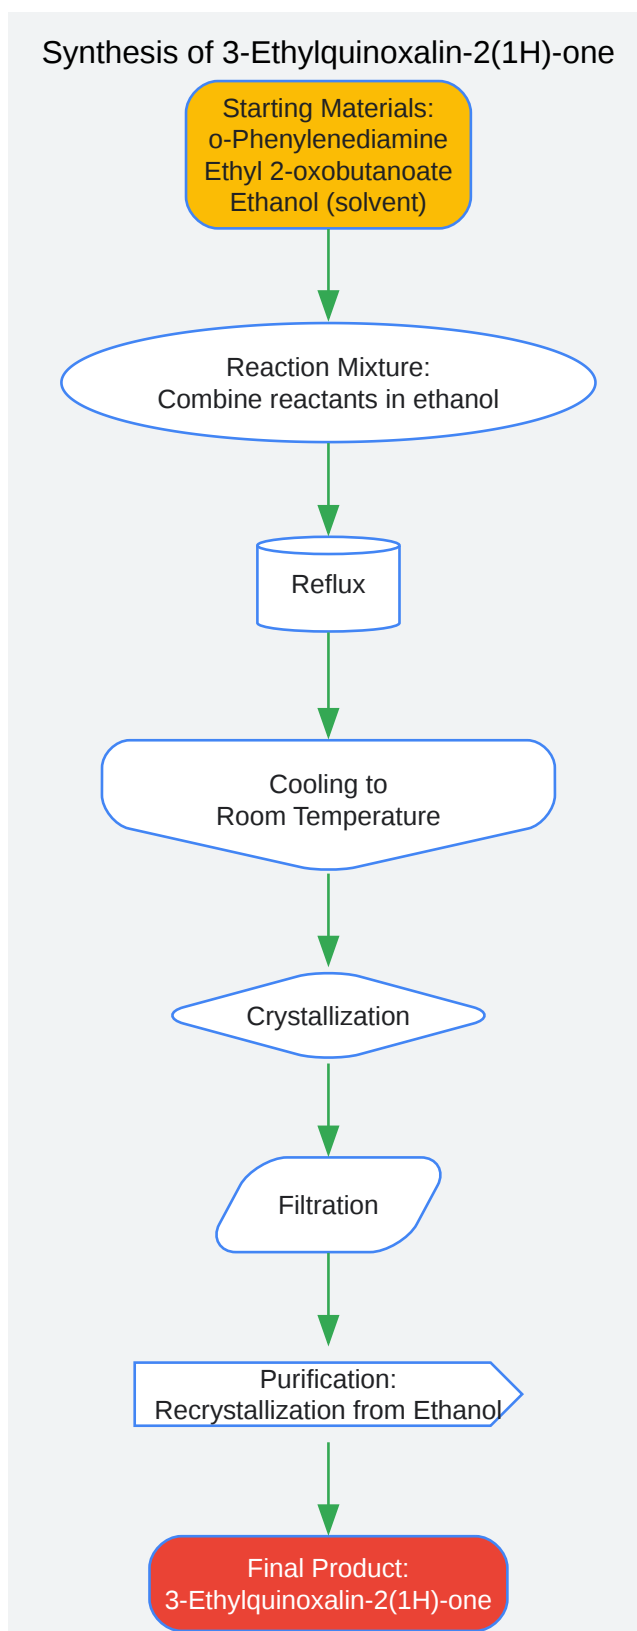 Synthesis of 3-Ethylquinoxalin-2(1H)-one
Starting Materials:
o-Phenylenediamine
Ethyl 2-oxobutanoate
Ethanol (solvent)
Reaction Mixture:
Combine reactants in ethanol
Reflux
Cooling to
Room Temperature
Crystallization
Filtration
Purification:
Recrystallization from Ethanol
Final Product:
3-Ethylquinoxalin-2(1H)-one